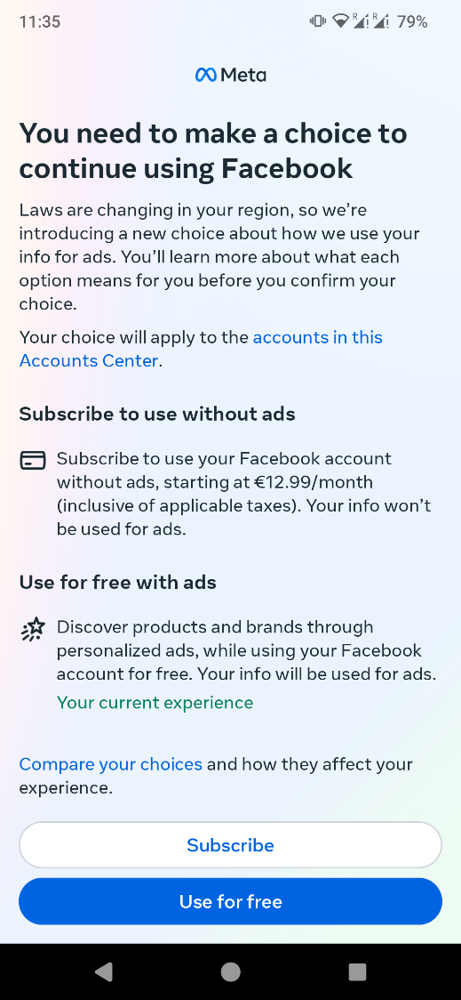 11:35
R R 79%
Meta
You need to make a choice to
continue using Facebook
Laws are changing in your region, so we’re
introducing a new choice about how we use your
info for ads. You’ll learn more about what each
option means for you before you confirm your
choice.
Your choice will apply to the accounts in this
Accounts Center.
Subscribe to use without ads
Subscribe to use your Facebook account
without ads, starting at €12.99/month
(inclusive of applicable taxes). Your info won’t
be used for ads.
Use for free with ads
Discover products and brands through
personalized ads, while using your Facebook
account for free. Your info will be used for ads.
Your current experience
Compare your choices and how they affect your
experience.
Subscribe
Use for free